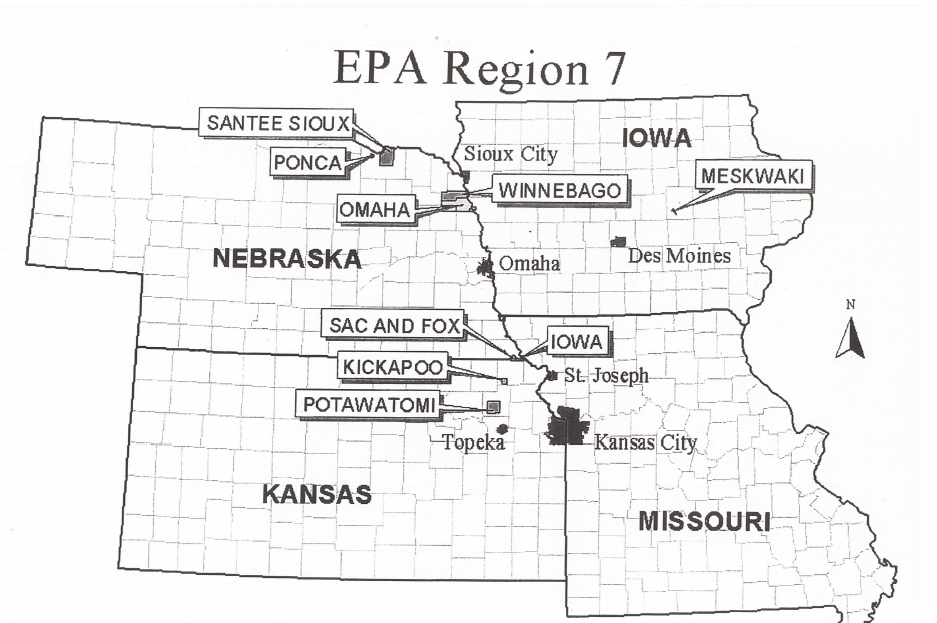 EPA Region 7
SANTEE SIOUX
IOWA
PONCA
Sioux City
MESKWAKI
WINNEBAGO
OMAHA
NEBRASKA
Omaha
Des Moines
N
SAC AND FOX
IOWA
KICKAPOO
St. Joseph
POTAWATOMI
Topeka
Kansas City
KANSAS
MISSOURI